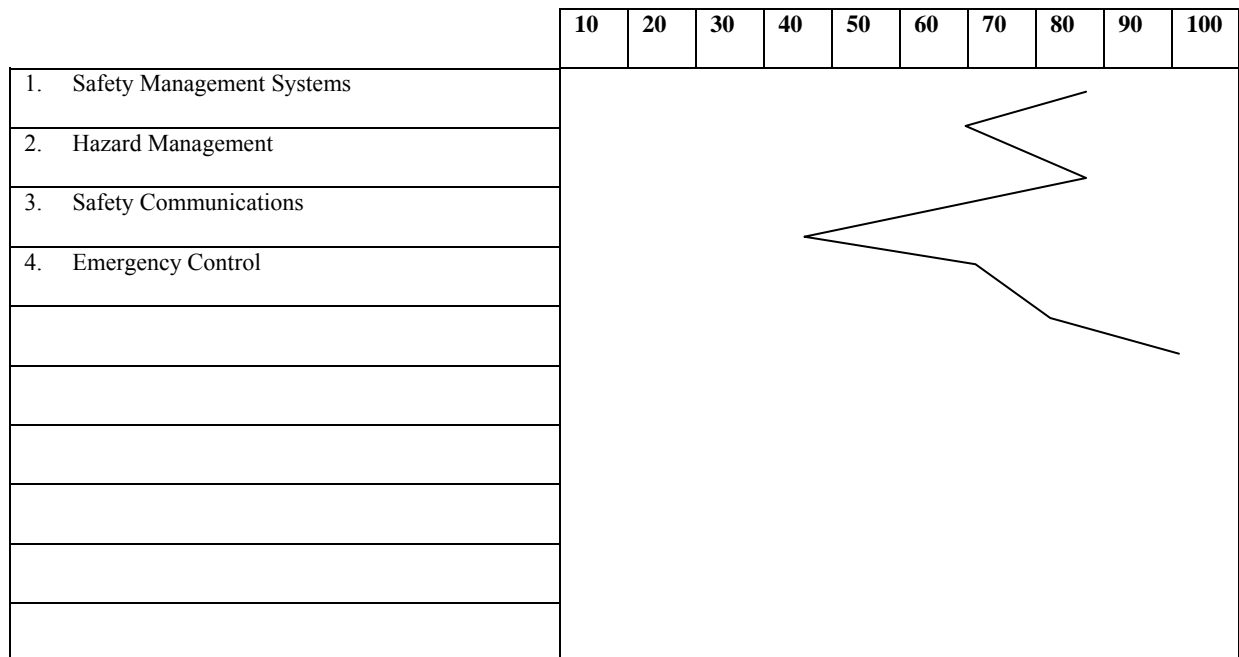 10 20 30 40 50 60 70 80 90 100
1. Safety Management Systems
2. Hazard Management
3. Safety Communications
4. Emergency Control